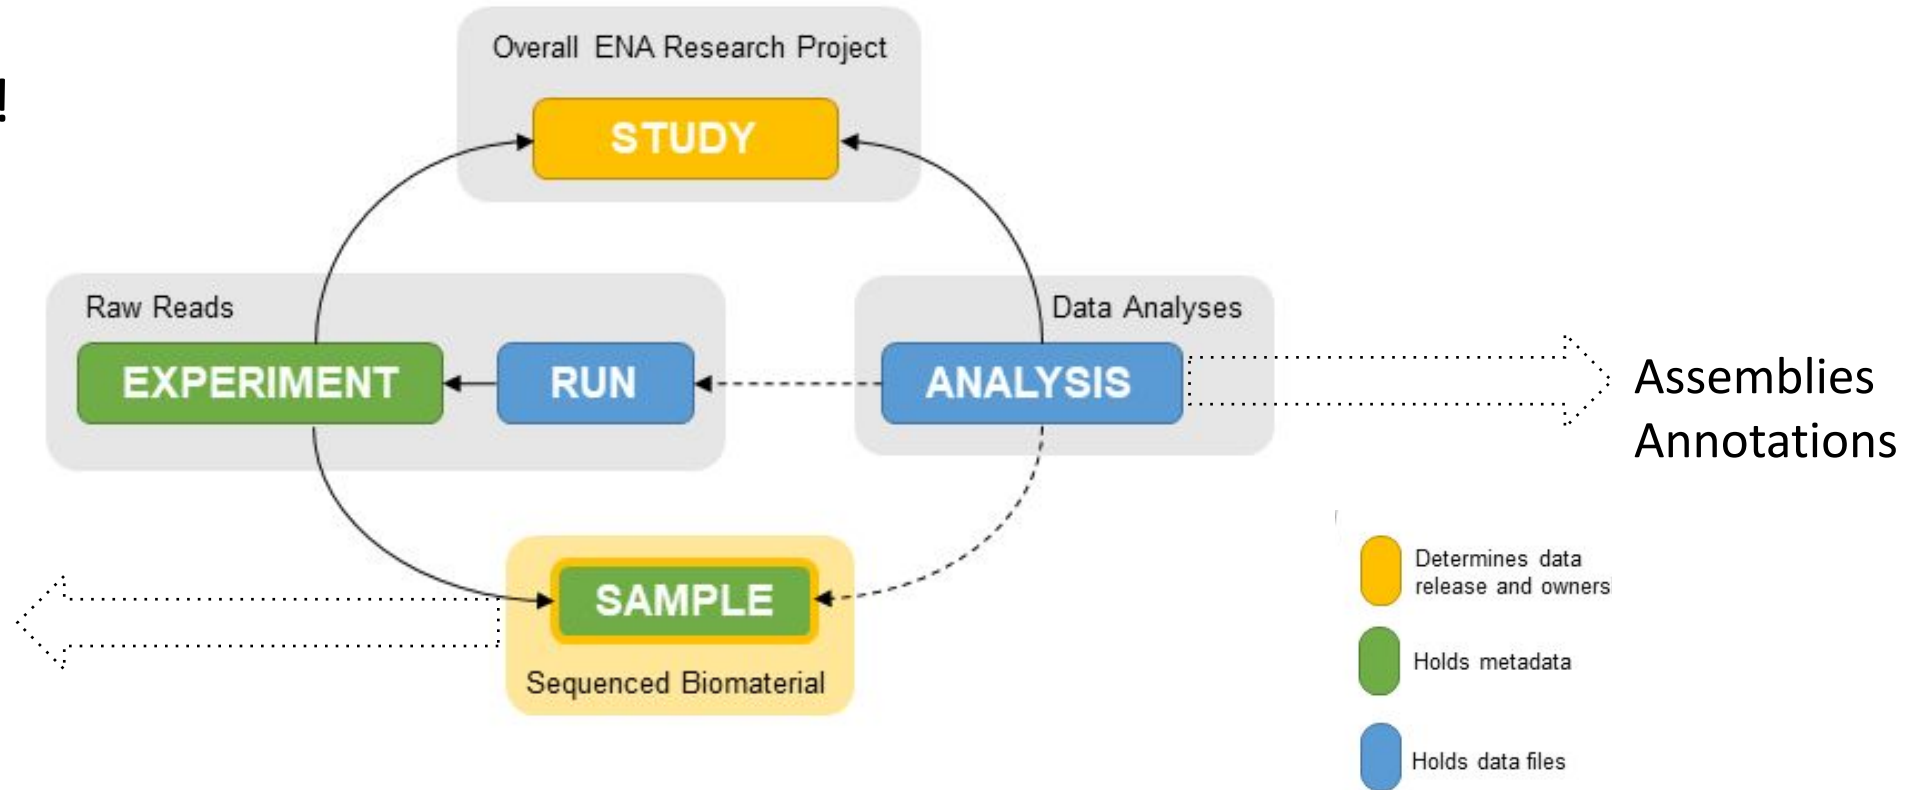 !
Overall ENA Research Project
STUDY
Raw Reads
EXPERIMENT
RUN
Data Analyses
ANALYSIS
Assemblies
Annotations
SAMPLE
Sequenced Biomaterial
Determines data
release and owners
Holds metadata
Holds data files